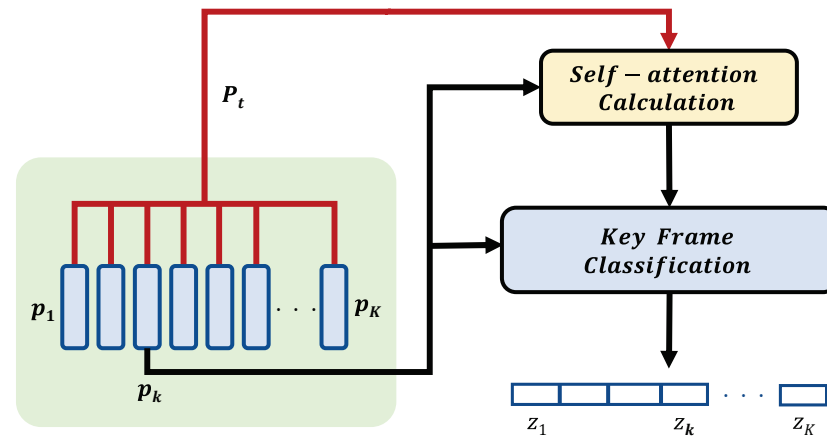 Self − attention
Calculation
P_t
Key Frame
Classification
p_1 . . . p_K
p_k
. . .
z_1 z_k z_K